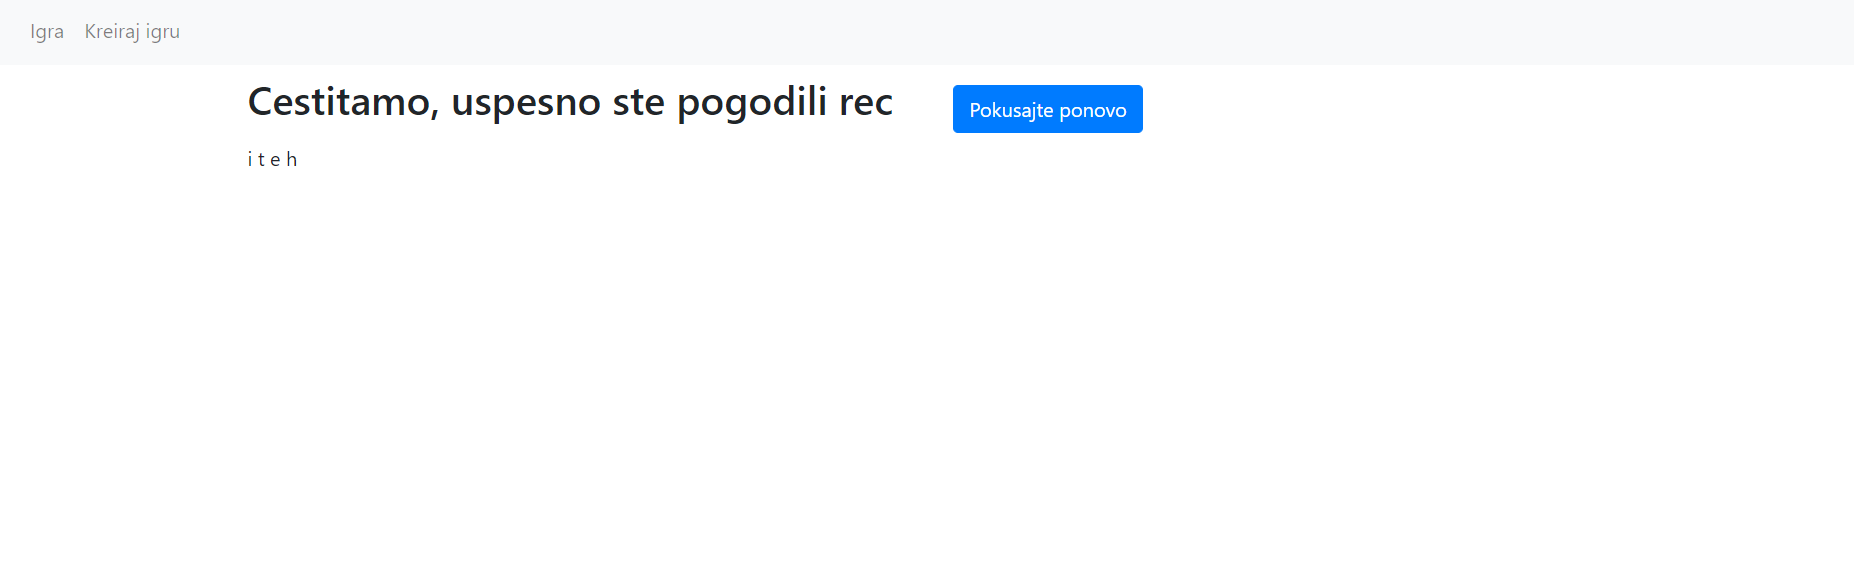 Igra Kreiraj igru
Cestitamo, uspesno ste pogodili rec Pokusajte ponovo
i t e h